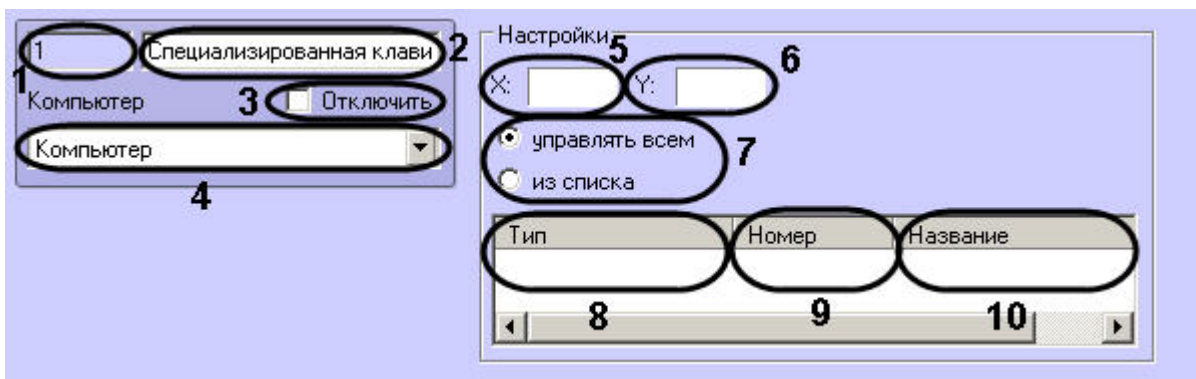 1 Специализированная клави 2
1
Компьютер 3 Отключить
Компьютер
4
Настройки
5 6
X: Y:
управлять всем
7
из списка
Тип Номер Название
8 9 10